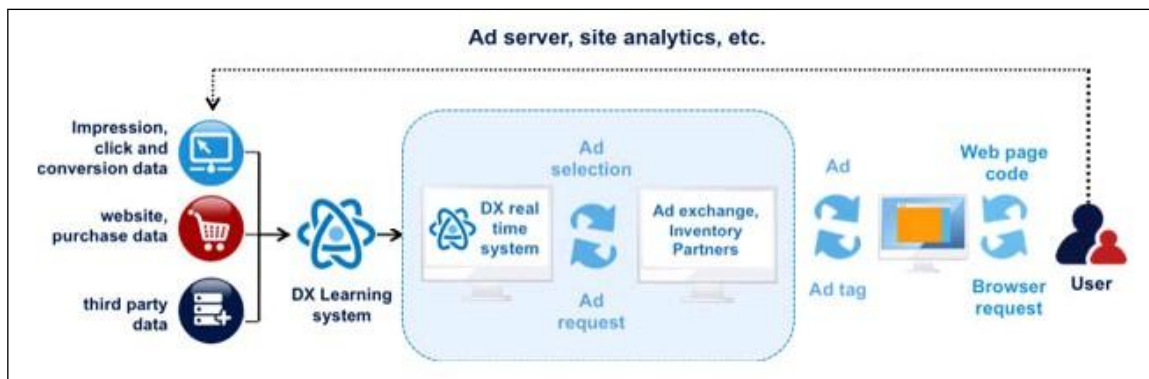 Ad server, site analytics, etc.
Impression,
click and
conversion data
website,
purchase data
third party
data
DX Learning
system
DX real
time
system
Ad
selection
Ad
request
Ad exchange,
Inventory
Partners
Ad
Ad tag
Web page
code
Browser
request
User